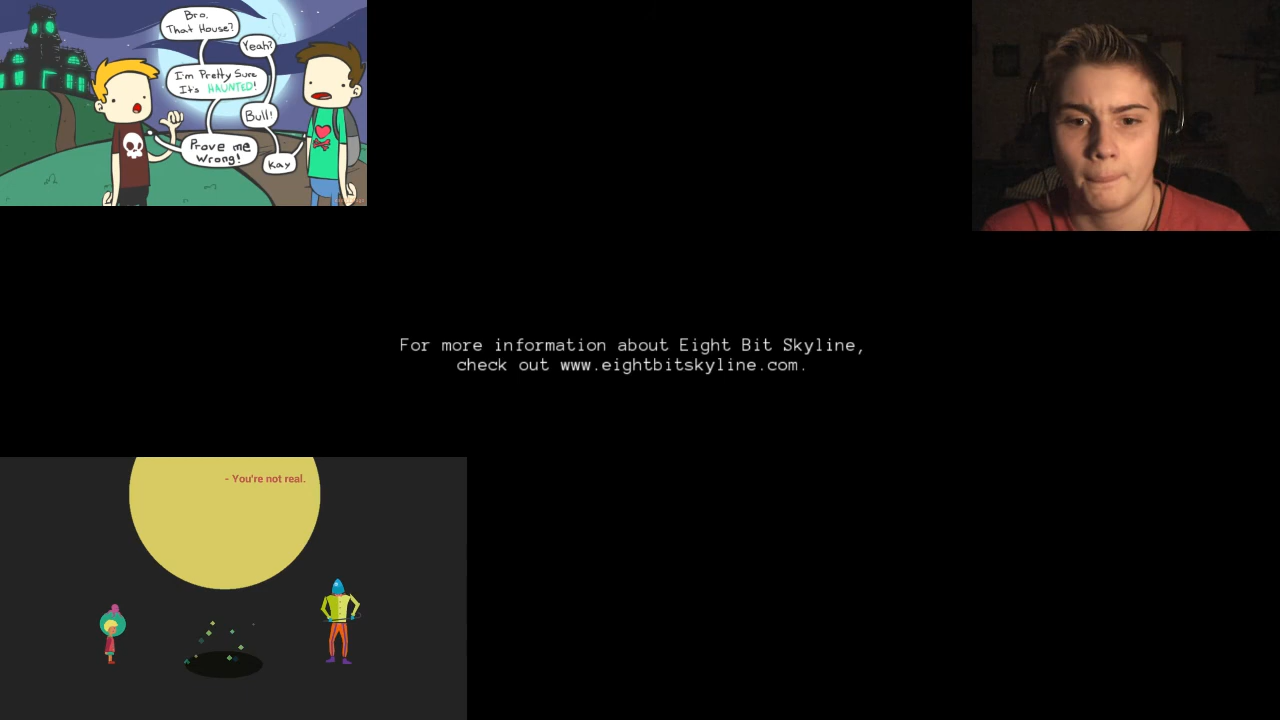 Bro,
That House?
Yeah?
I'm Pretty Sure
It's HAUNTED!
Bull!
Prove me
Wrong!
Kay
For more information about Eight Bit Skyline,
check out www.eightbitskyline.com.
- You're not real.